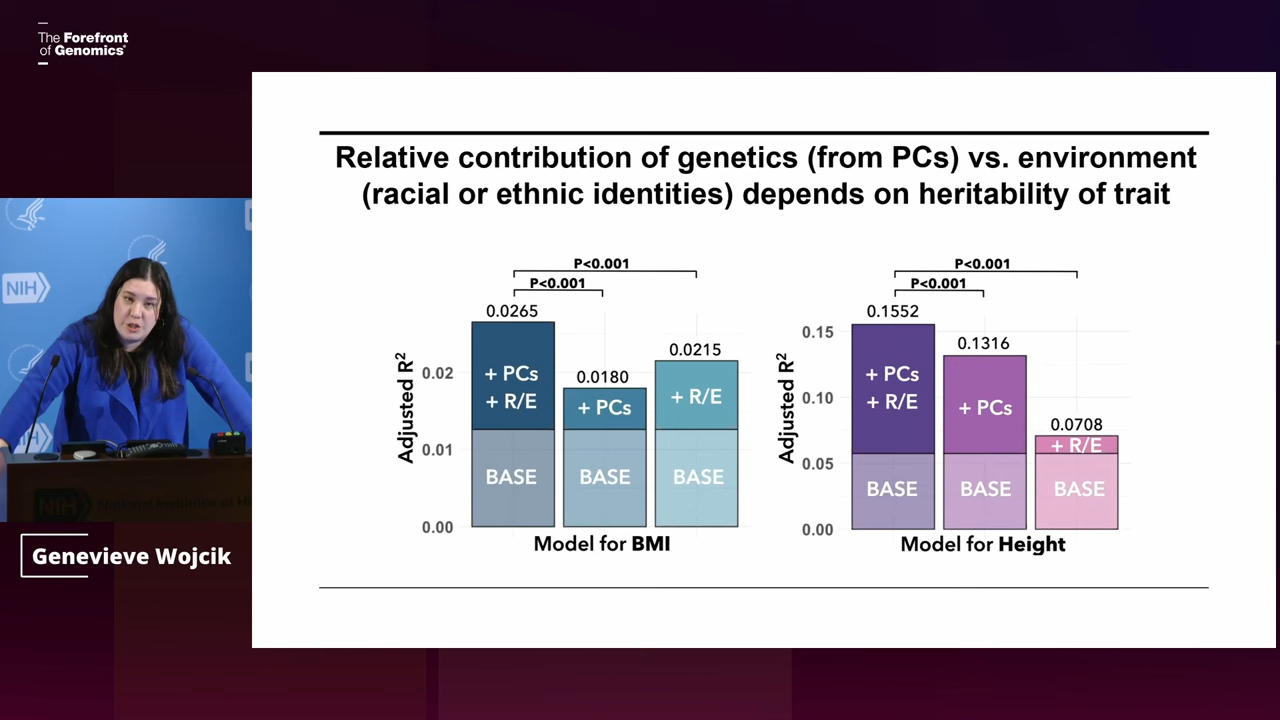 The Forefront
of Genomics®
Relative contribution of genetics (from PCs) vs. environment
(racial or ethnic identities) depends on heritability of trait
P<0.001
P<0.001
0.0265
0.0180
0.0215
Adjusted R²
0.02
0.01
0.00
+ PCs
+ R/E
+ PCs
+ R/E
BASE
BASE
BASE
Model for BMI
P<0.001
P<0.001
0.1552
0.1316
0.0708
Adjusted R²
0.15
0.10
0.05
0.00
+ PCs
+ R/E
+ PCs
+ R/E
BASE
BASE
BASE
Model for Height
NIH
NIH
NIH
National Institutes of H
Genevieve Wojcik